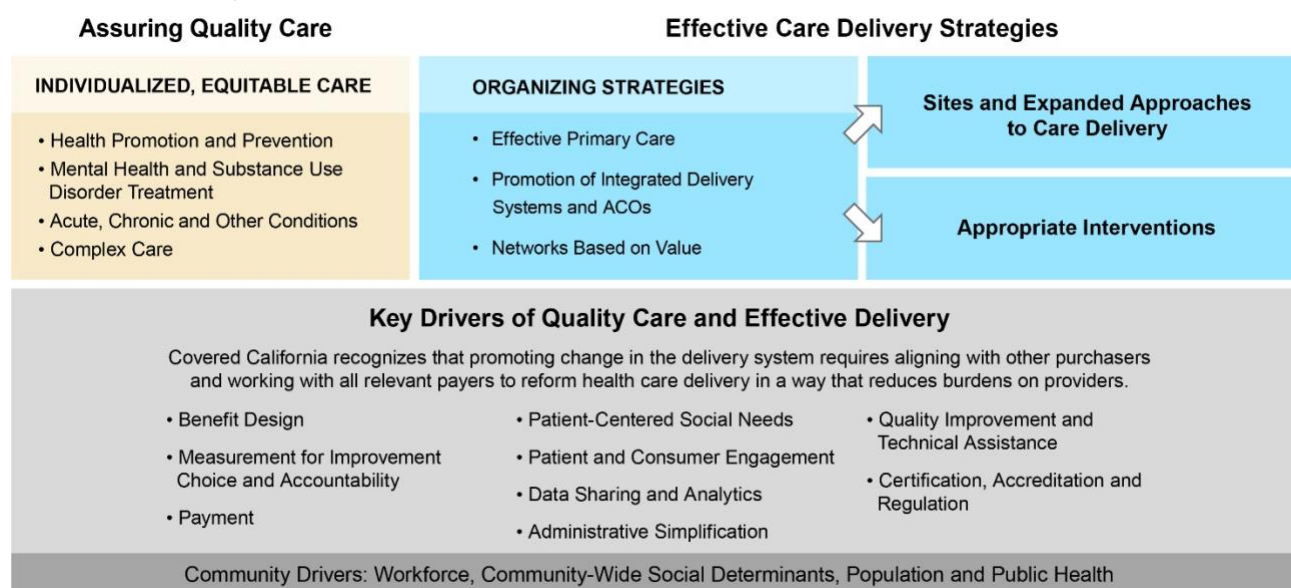 Assuring Quality Care
Effective Care Delivery Strategies
INDIVIDUALIZED, EQUITABLE CARE
• Health Promotion and Prevention
• Mental Health and Substance Use
Disorder Treatment
• Acute, Chronic and Other Conditions
• Complex Care
ORGANIZING STRATEGIES
• Effective Primary Care
• Promotion of Integrated Delivery
Systems and ACOs
• Networks Based on Value
Sites and Expanded Approaches
to Care Delivery
Appropriate Interventions
Key Drivers of Quality Care and Effective Delivery
Covered California recognizes that promoting change in the delivery system requires aligning with other purchasers
and working with all relevant payers to reform health care delivery in a way that reduces burdens on providers.
• Benefit Design
• Measurement for Improvement
Choice and Accountability
• Payment
• Patient-Centered Social Needs
• Patient and Consumer Engagement
• Data Sharing and Analytics
• Administrative Simplification
• Quality Improvement and
Technical Assistance
• Certification, Accreditation and
Regulation
Community Drivers: Workforce, Community-Wide Social Determinants, Population and Public Health